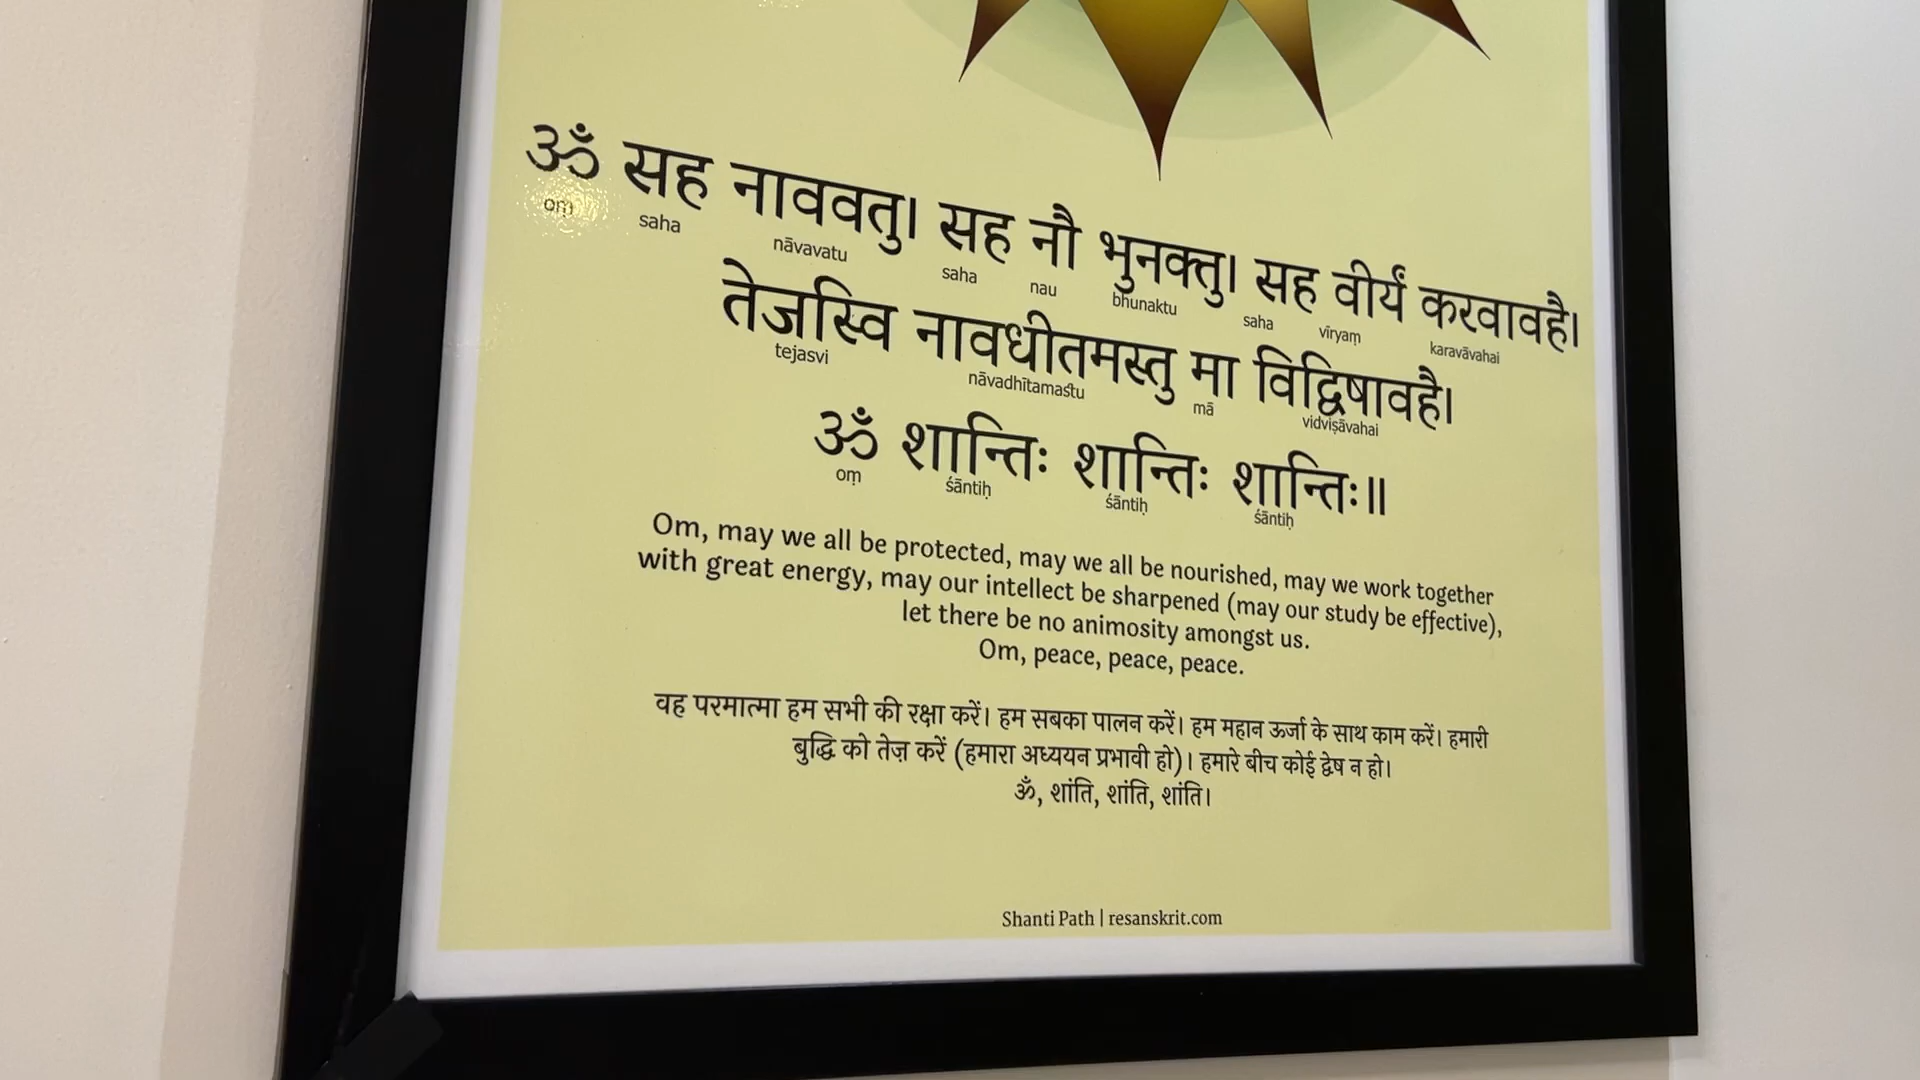 ॐ सह नाववतु। सह नौ भुनक्तु। सह वीर्यं करवावहै।
oṃ saha nāvavatu saha nau bhunaktu saha vīryaṃ karavāvahai
तेजस्वि नावधीतमस्तु मा विद्विषावहै।
tejasvi nāvadhītamastu mā vidviṣāvahai
ॐ शान्तिः शान्तिः शान्तिः॥
oṃ śāntiḥ śāntiḥ śāntiḥ
Om, may we all be protected, may we all be nourished, may we work together
with great energy, may our intellect be sharpened (may our study be effective),
let there be no animosity amongst us.
Om, peace, peace, peace.
वह परमात्मा हम सभी की रक्षा करें। हम सबका पालन करें। हम महान ऊर्जा के साथ काम करें। हमारी
बुद्धि को तेज़ करें (हमारा अध्ययन प्रभावी हो)। हमारे बीच कोई द्वेष न हो।
ॐ, शांति, शांति, शांति।
Shanti Path | resanskrit.com